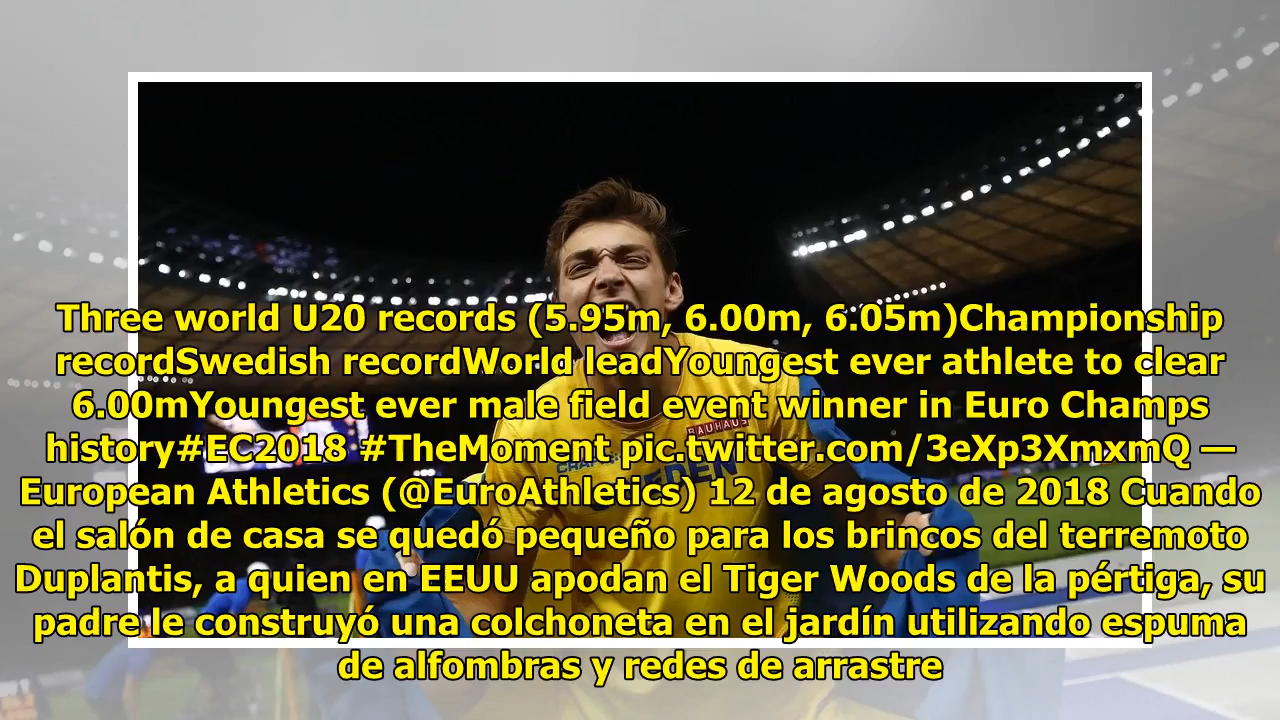 Three world U20 records (5.95m, 6.00m, 6.05m)Championship
recordSwedish recordWorld leadYoungest ever athlete to clear
6.00mYoungest ever male field event winner in Euro Champs
history#EC2018 #TheMoment pic.twitter.com/3eXp3XmxmQ —
European Athletics (@EuroAthletics) 12 de agosto de 2018 Cuando
el salón de casa se quedó pequeño para los brincos del terremoto
Duplantis, a quien en EEUU apodan el Tiger Woods de la pértiga, su
padre le construyó una colchoneta en el jardín utilizando espuma
de alfombras y redes de arrastre
BAUHAUS